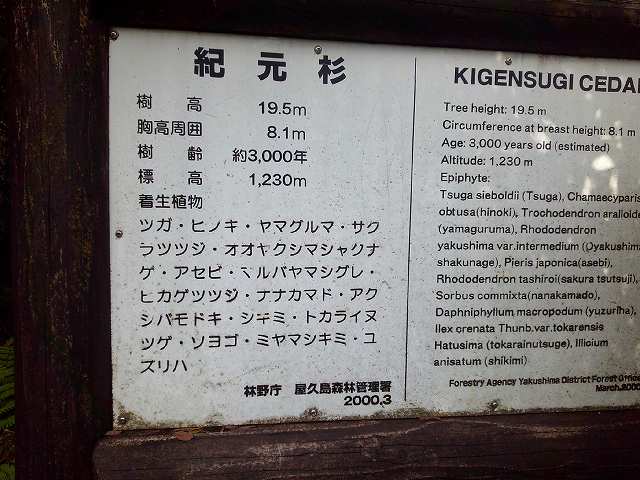 紀元杉
樹高 19.5m
胸高周囲 8.1m
樹齢 約3,000年
標高 1,230m
着生植物
ツガ・ヒノキ・ヤマグルマ・サク
ラツツジ・オオヤクシマシャクナ
ゲ・アセビ・マルバヤマシグレ・
ヒカゲツツジ・ナナカマド・アク
シバモドキ・シキミ・トカライヌ
ツゲ・ソヨゴ・ミヤマシキミ・ユ
ズリハ
林野庁 屋久島森林管理署
2000.3
KIGENSUGI CEDA
Tree height: 19.5 m
Circumference at breast height: 8.1 m
Age: 3,000 years old (estimated)
Altitude: 1,230 m
Epiphyte:
Tsuga sieboldii (Tsuga), Chamaecyparis
obtusa(hinoki), Trochodendron aralioide
(yamaguruma), Rhododendron
yakushima var.intermedium (Oyakushima
shakunage), Pieris japonica(asebi),
Rhododendron tashiroi(sakura tsutsuji),
Sorbus commixta(nanakamado),
Daphniphyllum macropodum (yuzuriha),
Ilex crenata Thunb.var.tokarensis
Hatusima (tokarainutsuge), Illicium
anisatum (shikimi)
Forestry Agency Yakushima District Forest Office
March.2000